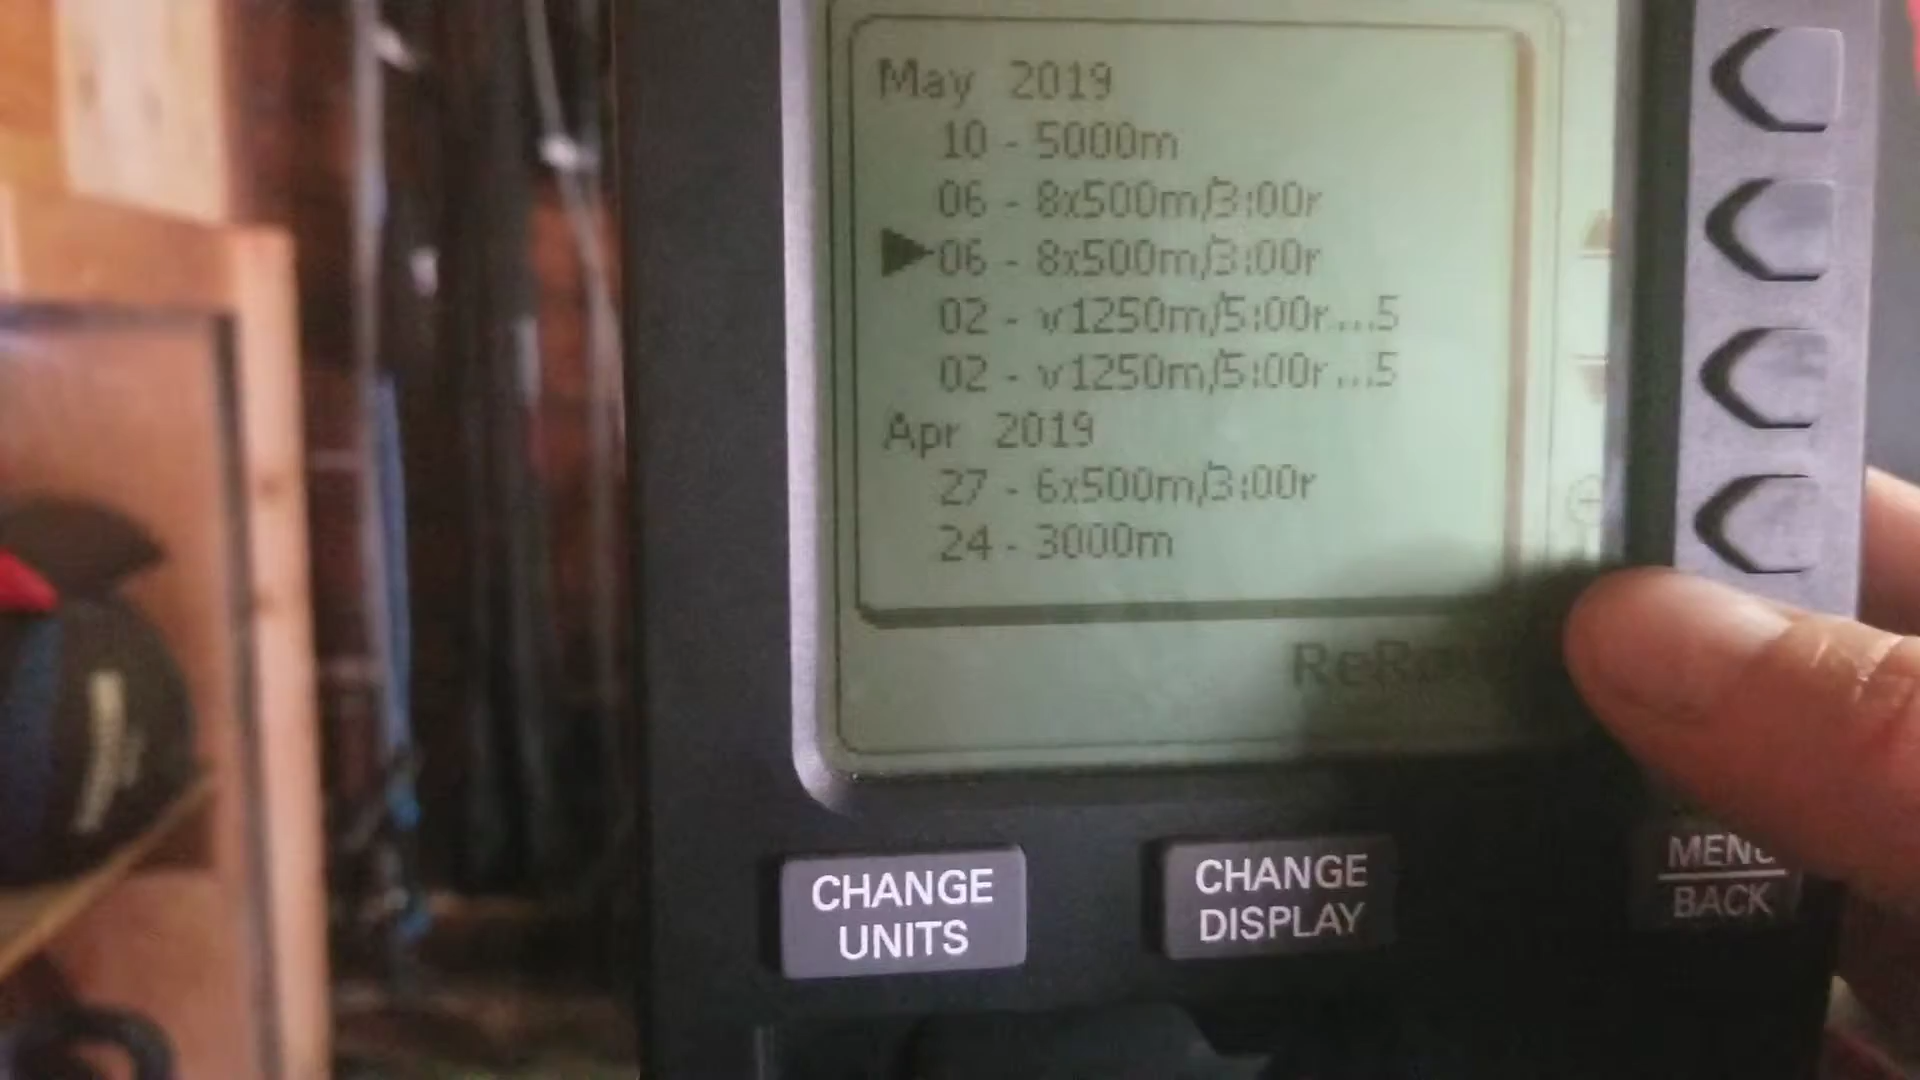 May 2019
10 - 5000m
06 - 8x500m/3:00r
06 - 8x500m/3:00r
02 - v1250m/5:00r...5
02 - v1250m/5:00r...5
Apr 2019
27 - 6x500m/3:00r
24 - 3000m
CHANGE
UNITS
CHANGE
DISPLAY
BACK